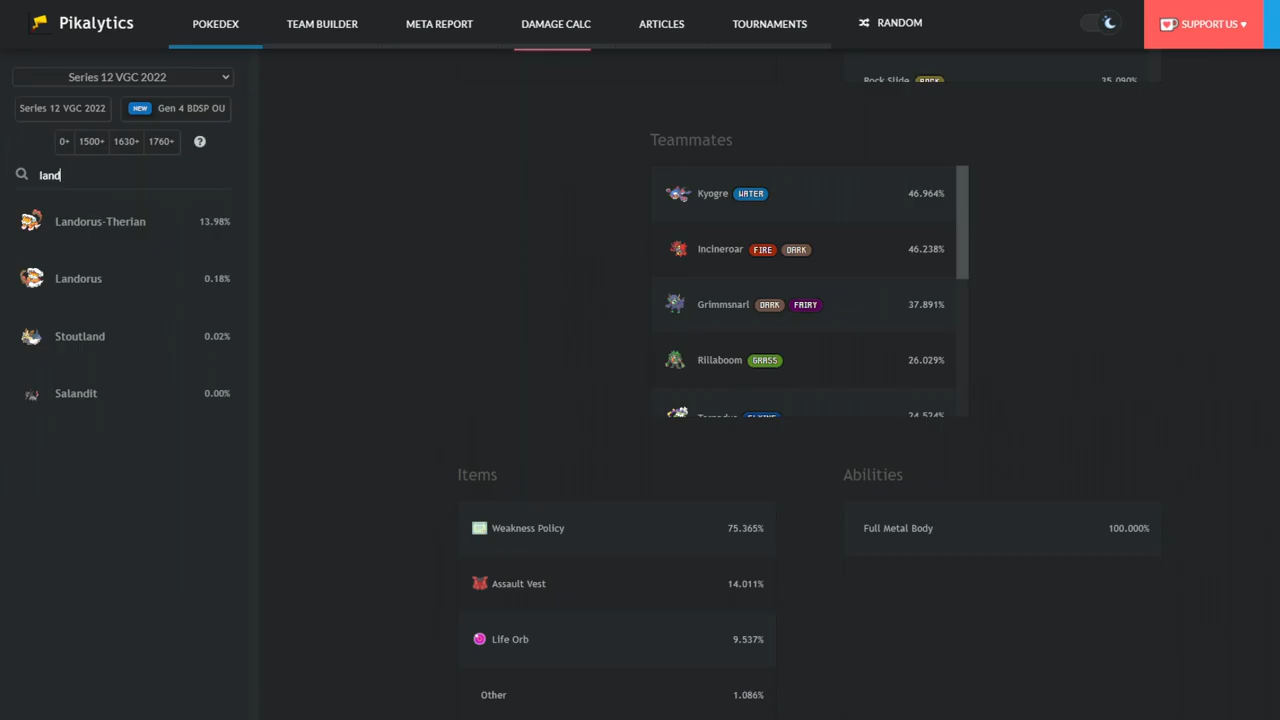 Pikalytics
POKEDEX
TEAM BUILDER
META REPORT
DAMAGE CALC
ARTICLES
TOURNAMENTS
RANDOM
SUPPORT US ♥
Series 12 VGC 2022
Series 12 VGC 2022
NEW Gen 4 BDSP OU
0+ 1500+ 1630+ 1760+ ?
land
Landorus-Therian 13.98%
Landorus 0.18%
Stoutland 0.02%
Salandit 0.00%
Rock Slide ROCK 35.090%
Teammates
Kyogre WATER 46.964%
Incineroar FIRE DARK 46.238%
Grimmsnarl DARK FAIRY 37.891%
Rillaboom GRASS 26.029%
Tornadus FLYING 24.524%
Items
Weakness Policy 75.365%
Assault Vest 14.011%
Life Orb 9.537%
Other 1.086%
Abilities
Full Metal Body 100.000%